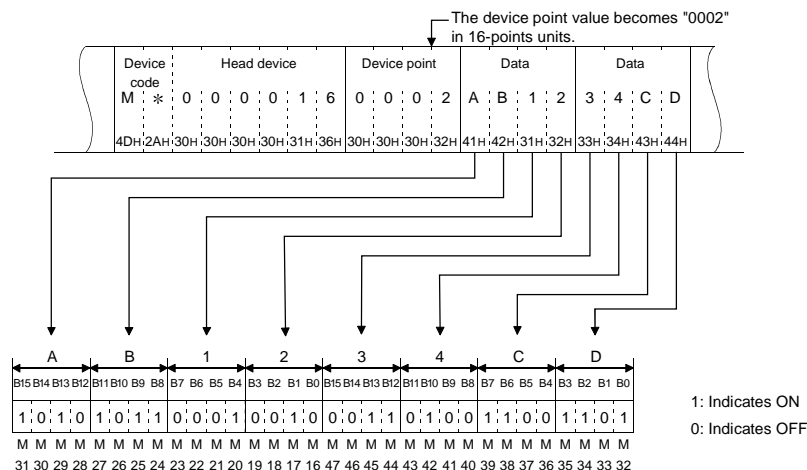 The device point value becomes "0002"
in 16-points units.
Device code Head device Device point Data Data
M * 0 0 0 0 1 6 0 0 0 2 A B 1 2 3 4 C D
4DH 2AH 30H 30H 30H 30H 31H 36H 30H 30H 30H 32H 41H 42H 31H 32H 33H 34H 43H 44H
A B 1 2 3 4 C D
B15 B14 B13 B12 B11 B10 B9 B8 B7 B6 B5 B4 B3 B2 B1 B0 B15 B14 B13 B12 B11 B10 B9 B8 B7 B6 B5 B4 B3 B2 B1 B0
1 0 1 0 1 0 1 1 0 0 0 1 0 0 1 0 0 0 1 1 0 1 0 0 1 1 0 0 1 1 0 1
M M M M M M M M M M M M M M M M M M M M M M M M M M M M M M M M
31 30 29 28 27 26 25 24 23 22 21 20 19 18 17 16 47 46 45 44 43 42 41 40 39 38 37 36 35 34 33 32
1: Indicates ON
0: Indicates OFF